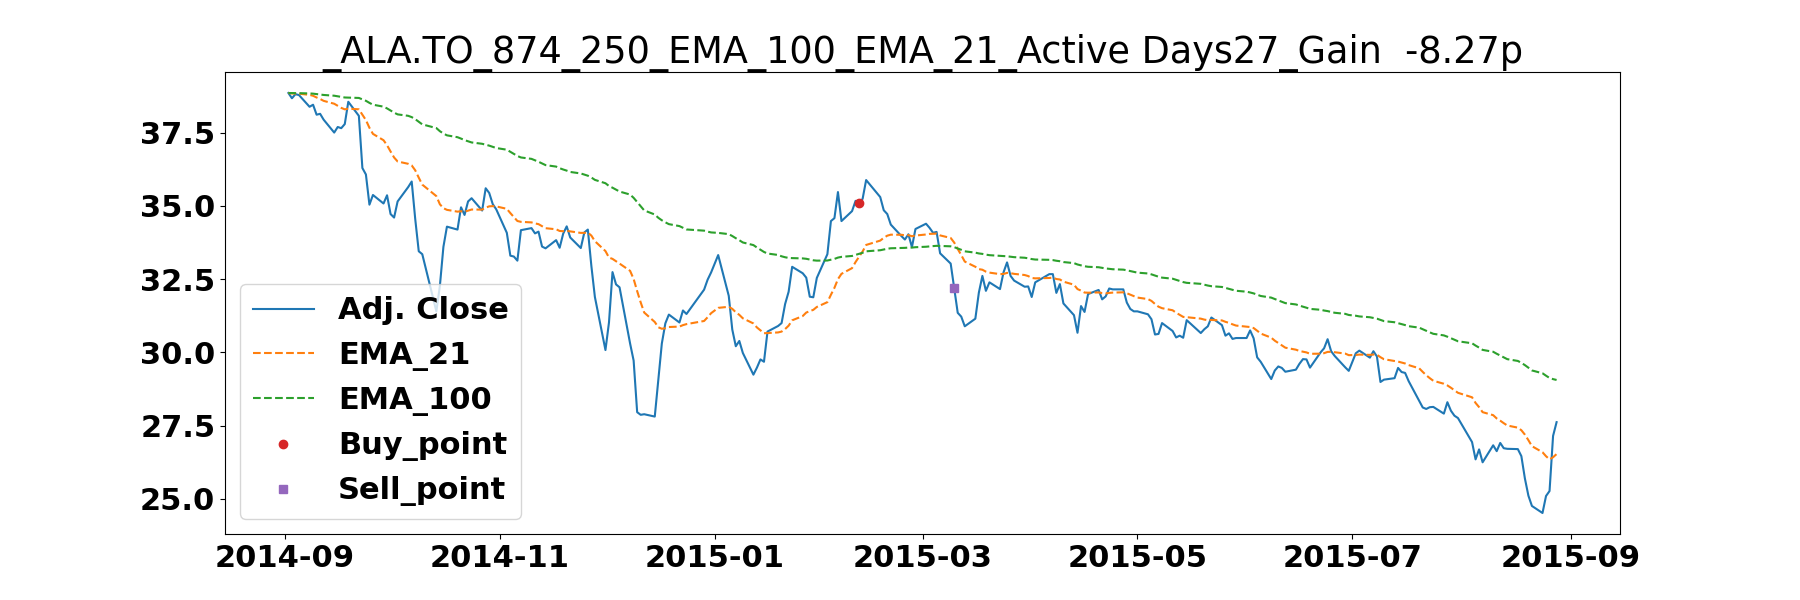 _ALA.TO_874_250_EMA_100_EMA_21_Active Days27_Gain  -8.27p
37.5
35.0
32.5
30.0
27.5
25.0
Adj. Close
EMA_21
EMA_100
Buy_point
Sell_point
2014-09 2014-11 2015-01 2015-03 2015-05 2015-07 2015-09